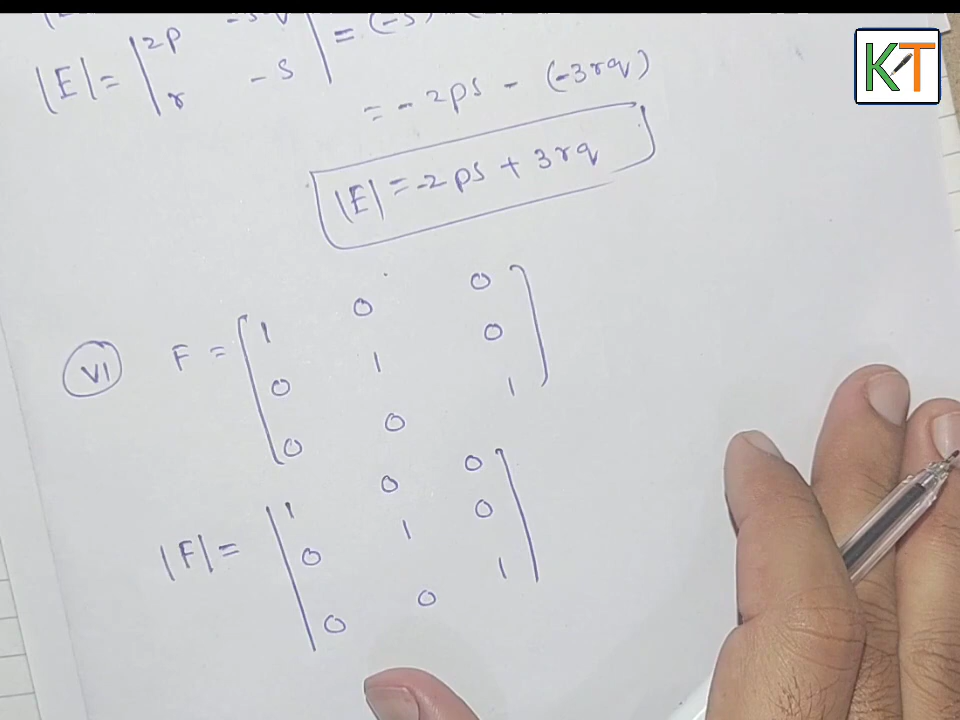 KT
|E| = | 2p
r -s | =
= -2ps - (-3rq)
|E| = -2ps + 3rq
VI F = [ 1 0 0
0 1 0
0 0 1 ]
|F| = | 1 0 0
0 1 0
0 0 1 |